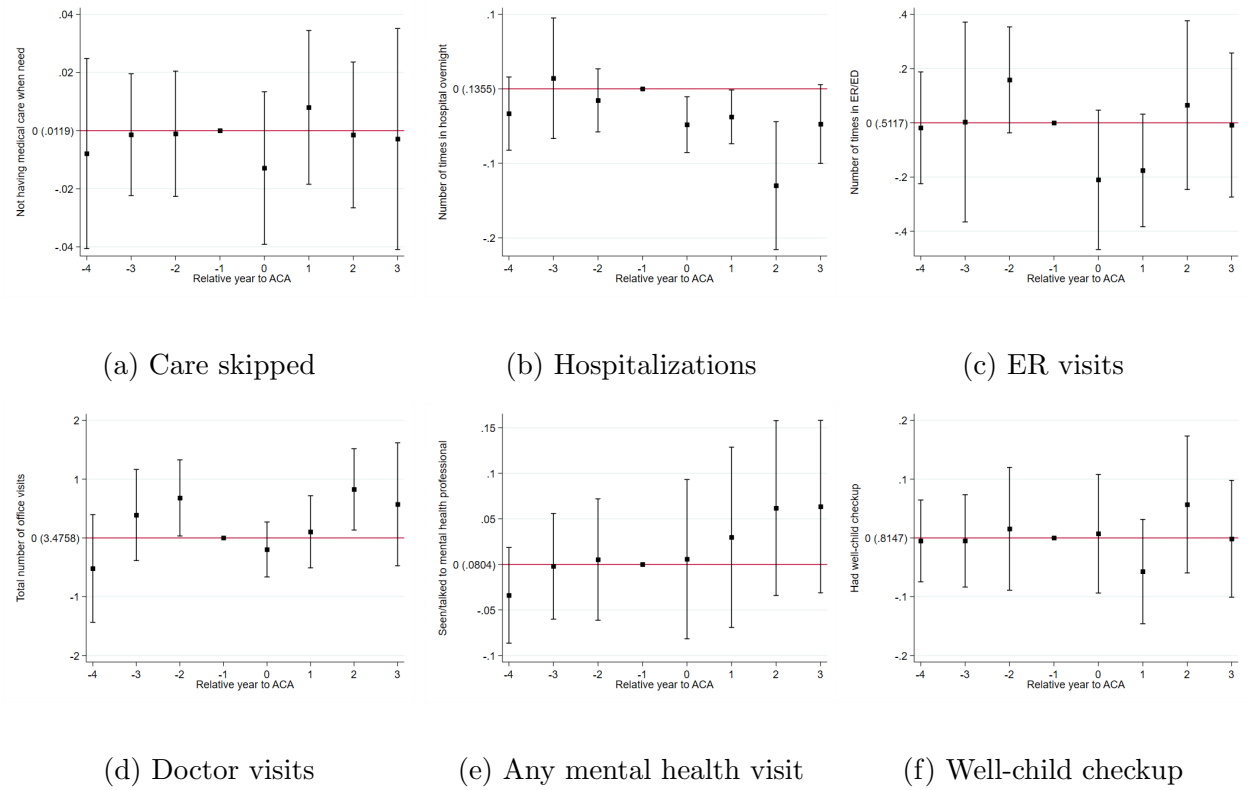 Not having medical care when need
.04
.02
0 (.0119)
-.02
-.04
-4 -3 -2 -1 0 1 2 3
Relative year to ACA
(a) Care skipped
Number of times in hospital overnight
.1
0 (.1355)
-.1
-.2
-4 -3 -2 -1 0 1 2 3
Relative year to ACA
(b) Hospitalizations
Number of times in ER/ED
.4
.2
0 (.5117)
-.2
-.4
-4 -3 -2 -1 0 1 2 3
Relative year to ACA
(c) ER visits
Total number of office visits
2
1
0 (3.4758)
-1
-2
-4 -3 -2 -1 0 1 2 3
Relative year to ACA
(d) Doctor visits
Seen/talked to mental health professional
.15
.1
.05
0 (.0804)
-.05
-.1
-4 -3 -2 -1 0 1 2 3
Relative year to ACA
(e) Any mental health visit
Had well-child checkup
.2
.1
0 (.8147)
-.1
-.2
-4 -3 -2 -1 0 1 2 3
Relative year to ACA
(f) Well-child checkup